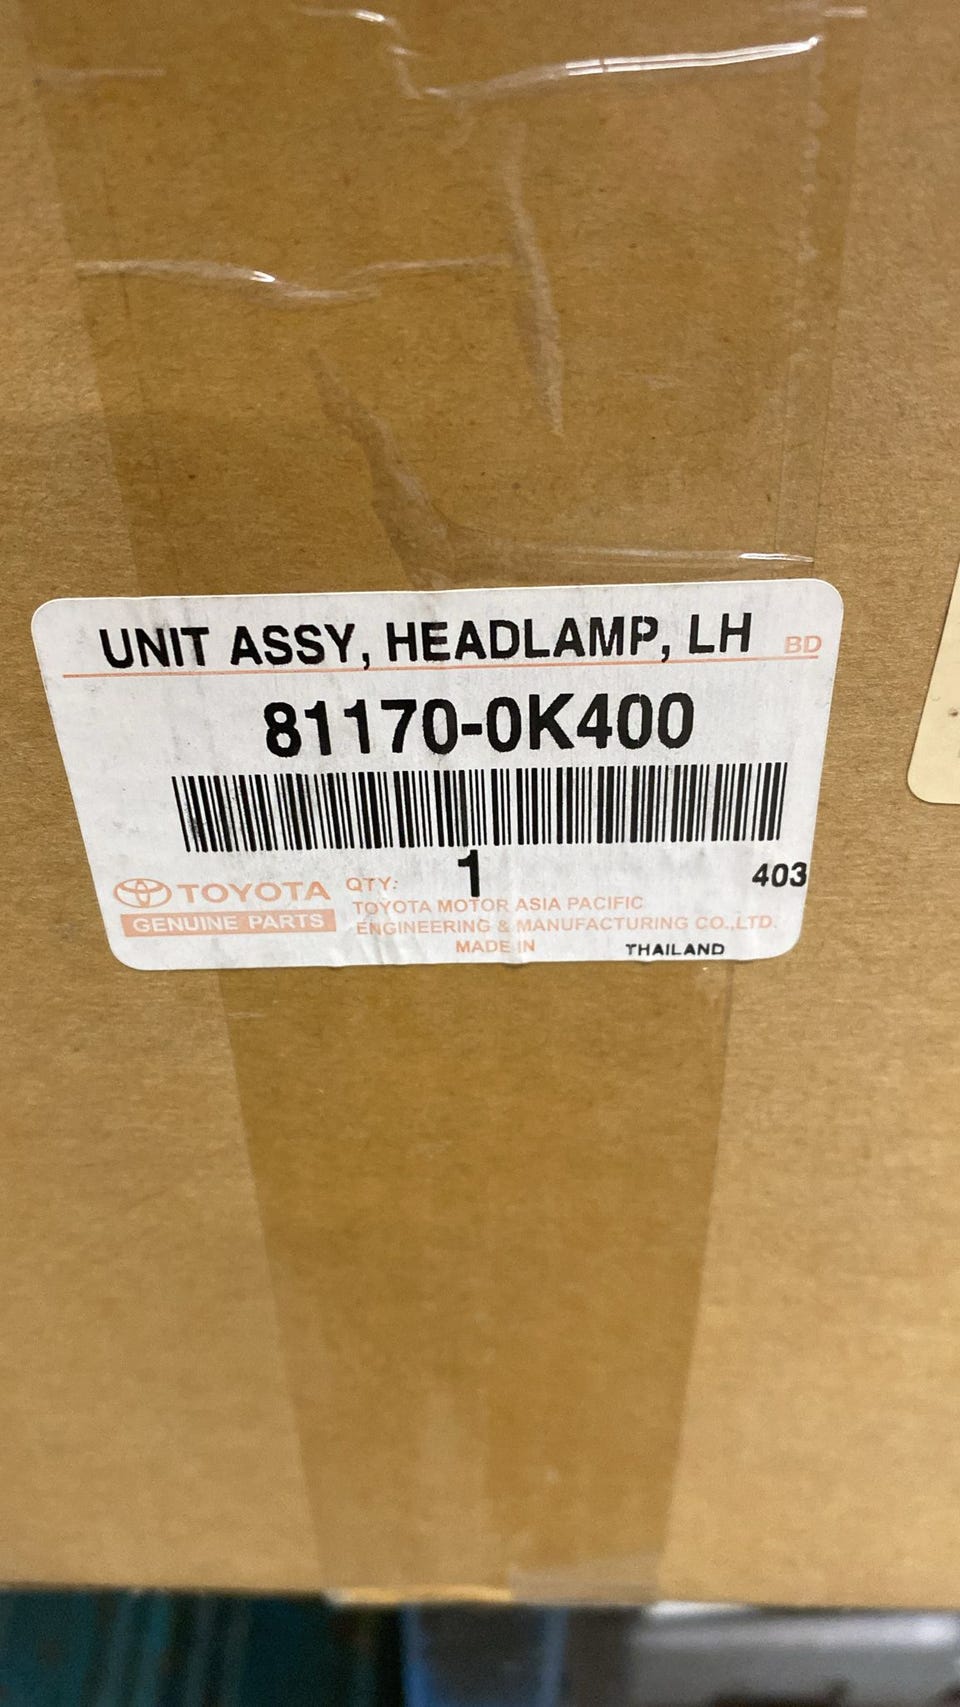 UNIT ASSY, HEADLAMP, LH BD
81170-0K400
1 403
TOYOTA QTY:
GENUINE PARTS
TOYOTA MOTOR ASIA PACIFIC
ENGINEERING & MANUFACTURING CO.,LTD.
MADE IN THAILAND